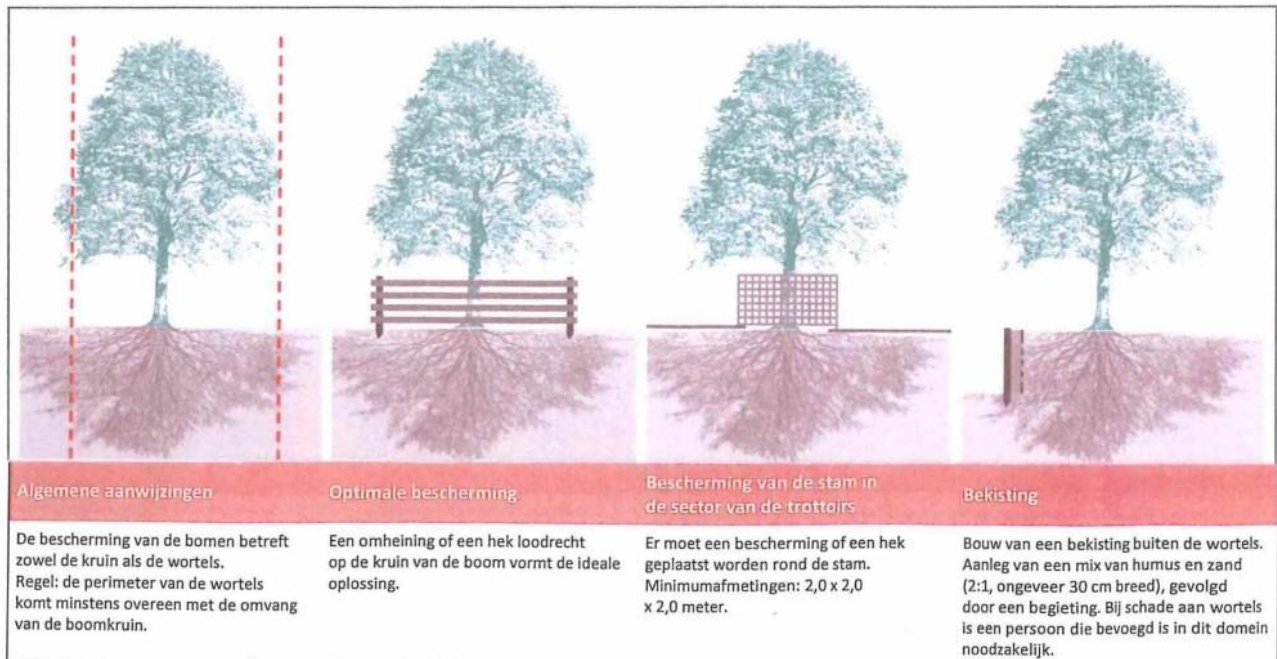 Algemene aanwijzingen
De bescherming van de bomen betreft
zowel de kruin als de wortels.
Regel: de perimeter van de wortels
komt minstens overeen met de omvang
van de boomkruin.
Optimale bescherming
Een omheining of een hek loodrecht
op de kruin van de boom vormt de ideale
oplossing.
Bescherming van de stam in
de sector van de trottoirs
Er moet een bescherming of een hek
geplaatst worden rond de stam.
Minimumafmetingen: 2,0 x 2,0
x 2,0 meter.
Bekisting
Bouw van een bekisting buiten de wortels.
Aanleg van een mix van humus en zand
(2:1, ongeveer 30 cm breed), gevolgd
door een begieting. Bij schade aan wortels
is een persoon die bevoegd is in dit domein
noodzakelijk.